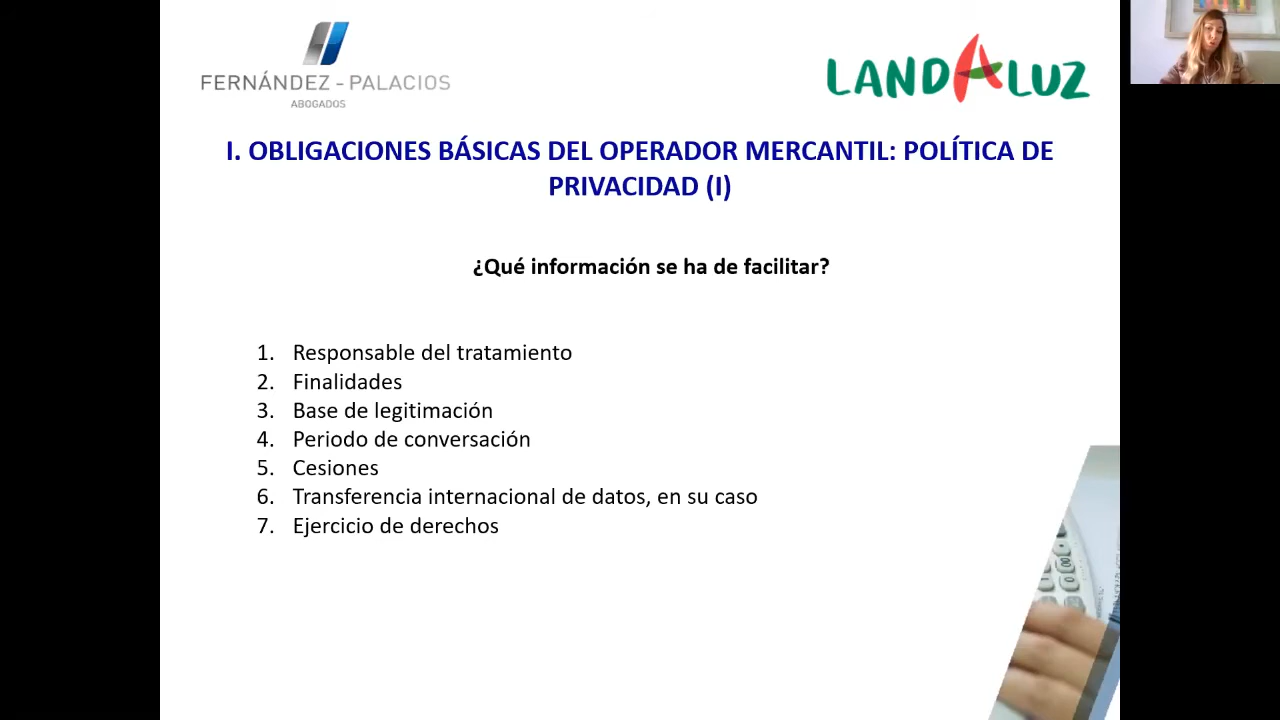 FERNÁNDEZ - PALACIOS
ABOGADOS
LANDALUZ
I. OBLIGACIONES BÁSICAS DEL OPERADOR MERCANTIL: POLÍTICA DE
PRIVACIDAD (I)
¿Qué información se ha de facilitar?
1. Responsable del tratamiento
2. Finalidades
3. Base de legitimación
4. Periodo de conversación
5. Cesiones
6. Transferencia internacional de datos, en su caso
7. Ejercicio de derechos